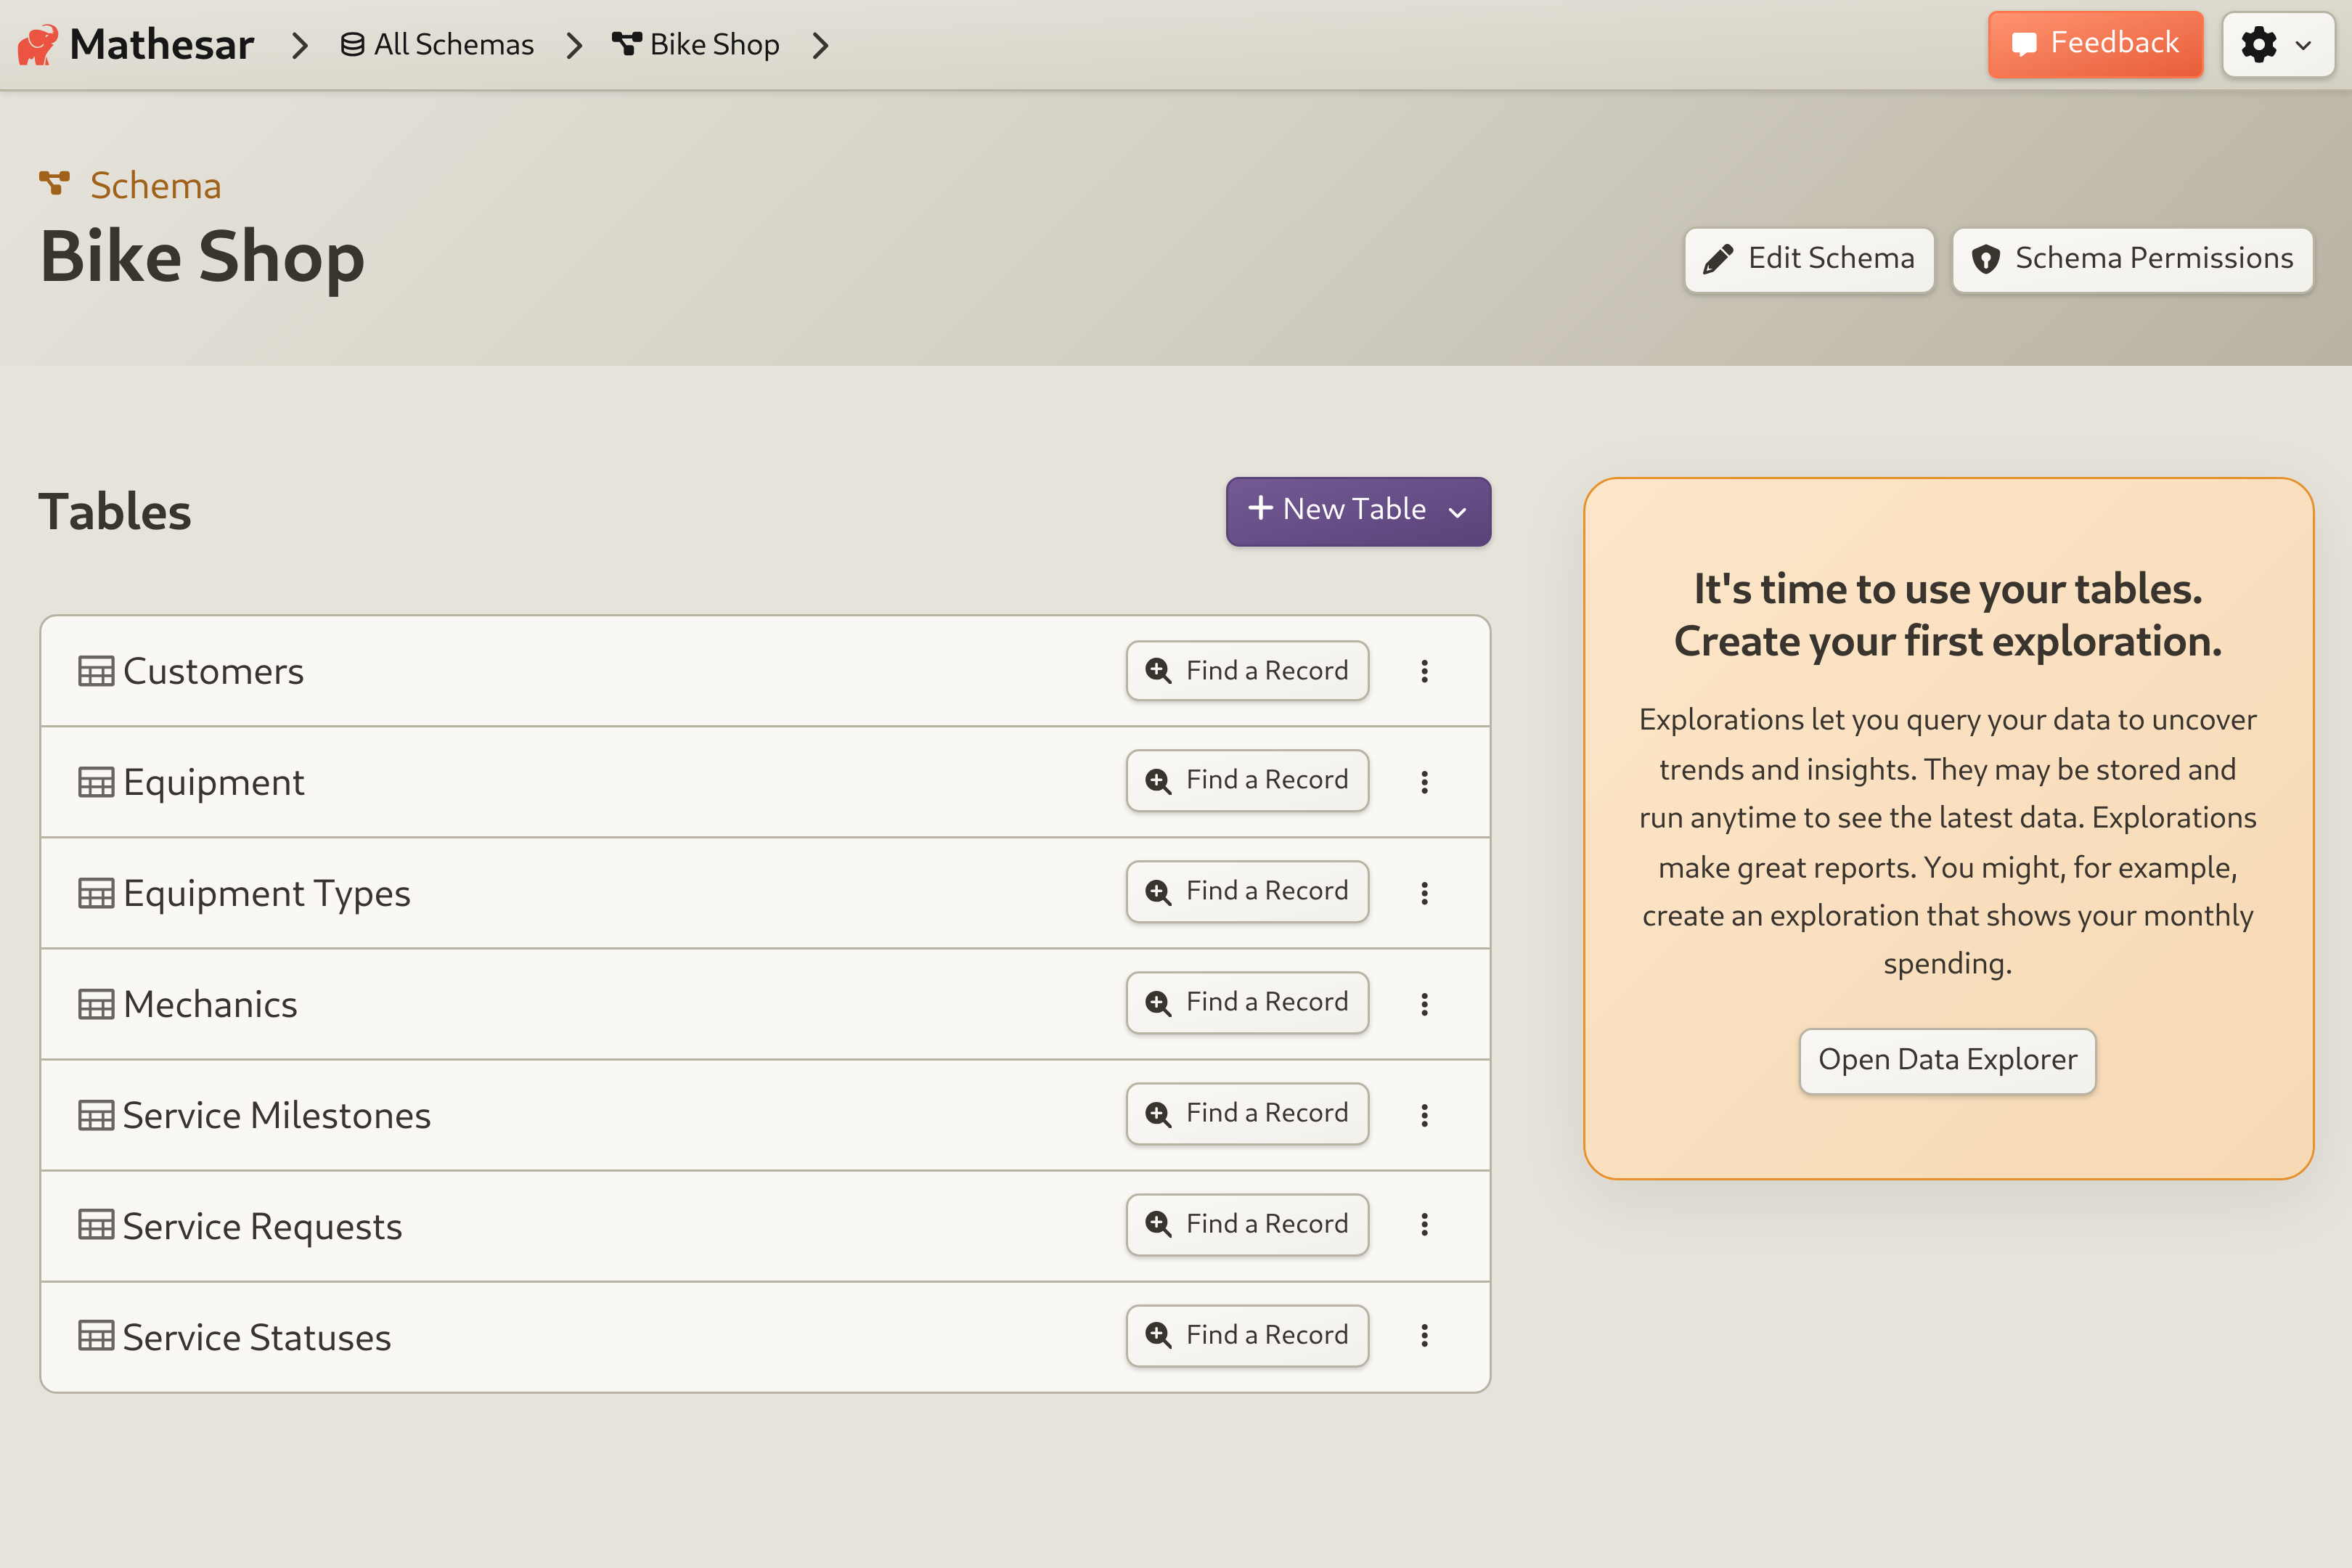 Mathesar
All Schemas
Bike Shop
Feedback
Schema
Bike Shop
Edit Schema
Schema Permissions
Tables
New Table
Customers
Find a Record
Equipment
Find a Record
Equipment Types
Find a Record
Mechanics
Find a Record
Service Milestones
Find a Record
Service Requests
Find a Record
Service Statuses
Find a Record
It's time to use your tables.
Create your first exploration.
Explorations let you query your data to uncover
trends and insights. They may be stored and
run anytime to see the latest data. Explorations
make great reports. You might, for example,
create an exploration that shows your monthly
spending.
Open Data Explorer